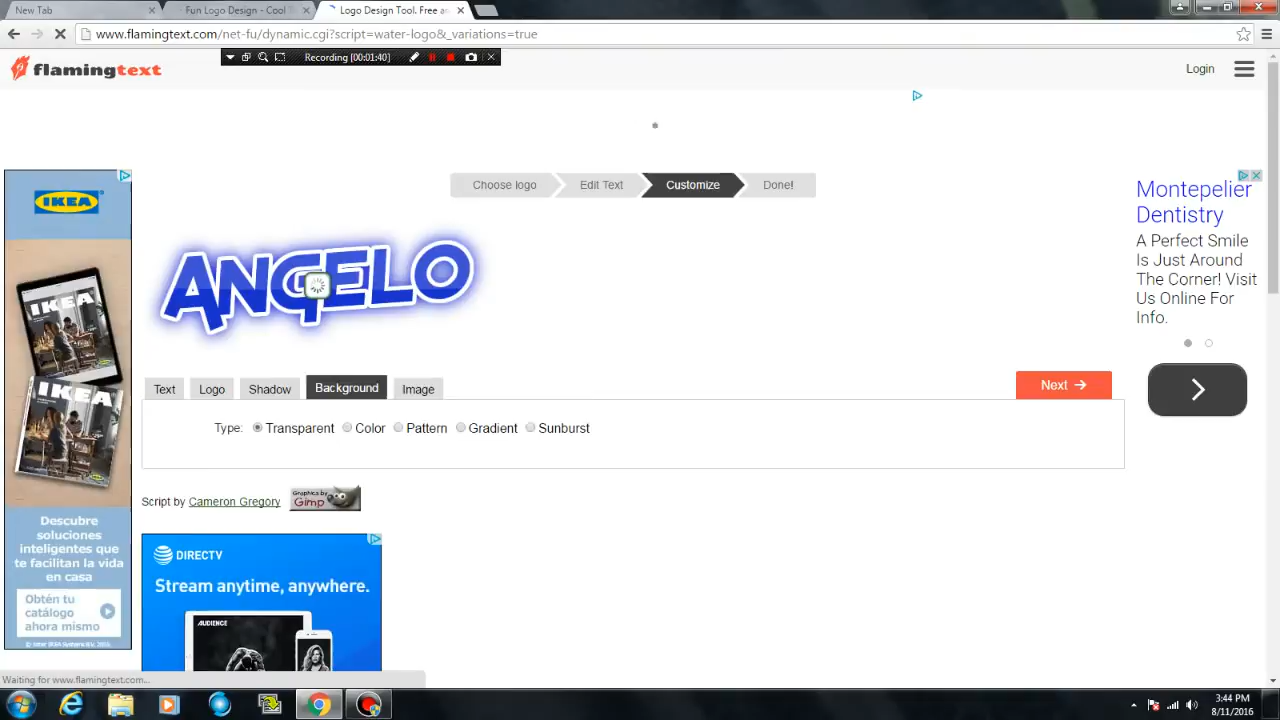 New Tab
Fun Logo Design - Cool
Logo Design Tool. Free a
www.flamingtext.com/net-fu/dynamic.cgi?script=water-logo&_variations=true
Recording [00:01:40]
flamingtext
Login
IKEA
Choose logo
Edit Text
Customize
Done!
Montepelier
Dentistry
A Perfect Smile
Is Just Around
The Corner! Visit
Us Online For
Info.
ANGELO
IKEA
IKEA
Text
Logo
Shadow
Background
Image
Next →
Type:
Transparent
Color
Pattern
Gradient
Sunburst
Script by Cameron Gregory
Graphics by
Gimp
Descubre
soluciones
inteligentes que
te facilitan la vida
en casa
Obtén tu
catálogo
ahora mismo
DIRECTV
Stream anytime, anywhere.
AUDIENCE
Waiting for www.flamingtext.com...
3:44 PM
8/11/2016